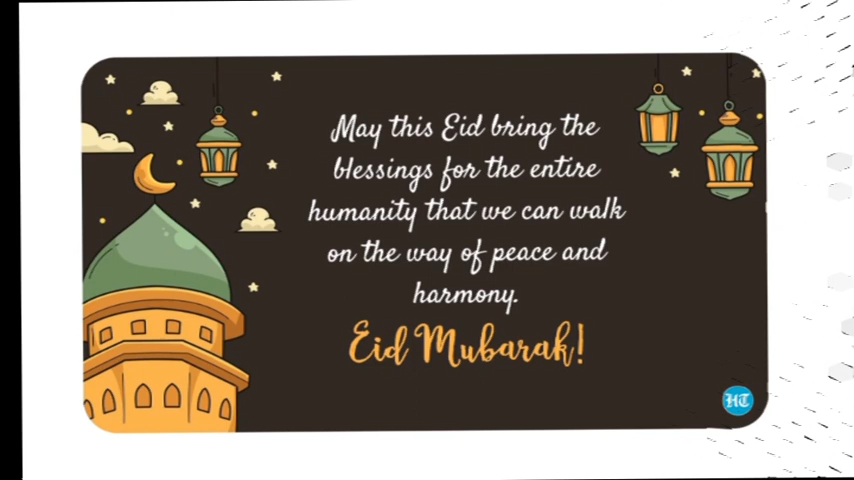 May this Eid bring the
blessings for the entire
humanity that we can walk
on the way of peace and
harmony.
Eid Mubarak!
HT